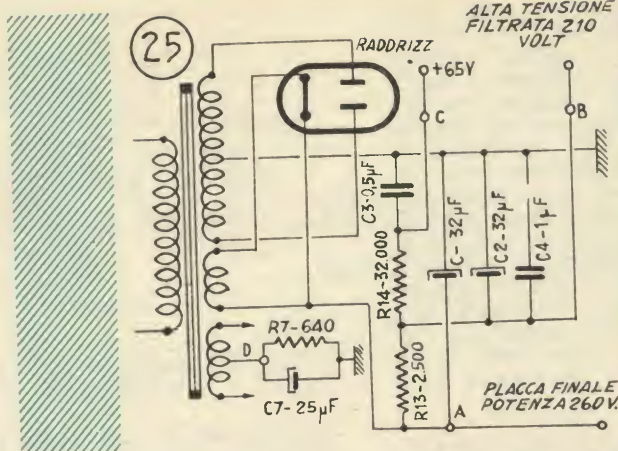 25
RADDRIZZ
ALTA TENSIONE
FILTRATA 210
VOLT
+65V
C
B
C3-0,5µF
C-32µF
C2-32µF
C4-1µF
R14-32.000
R7-640
D
C7-25µF
R13-2.500
A
PLACCA FINALE
POTENZA 260V.